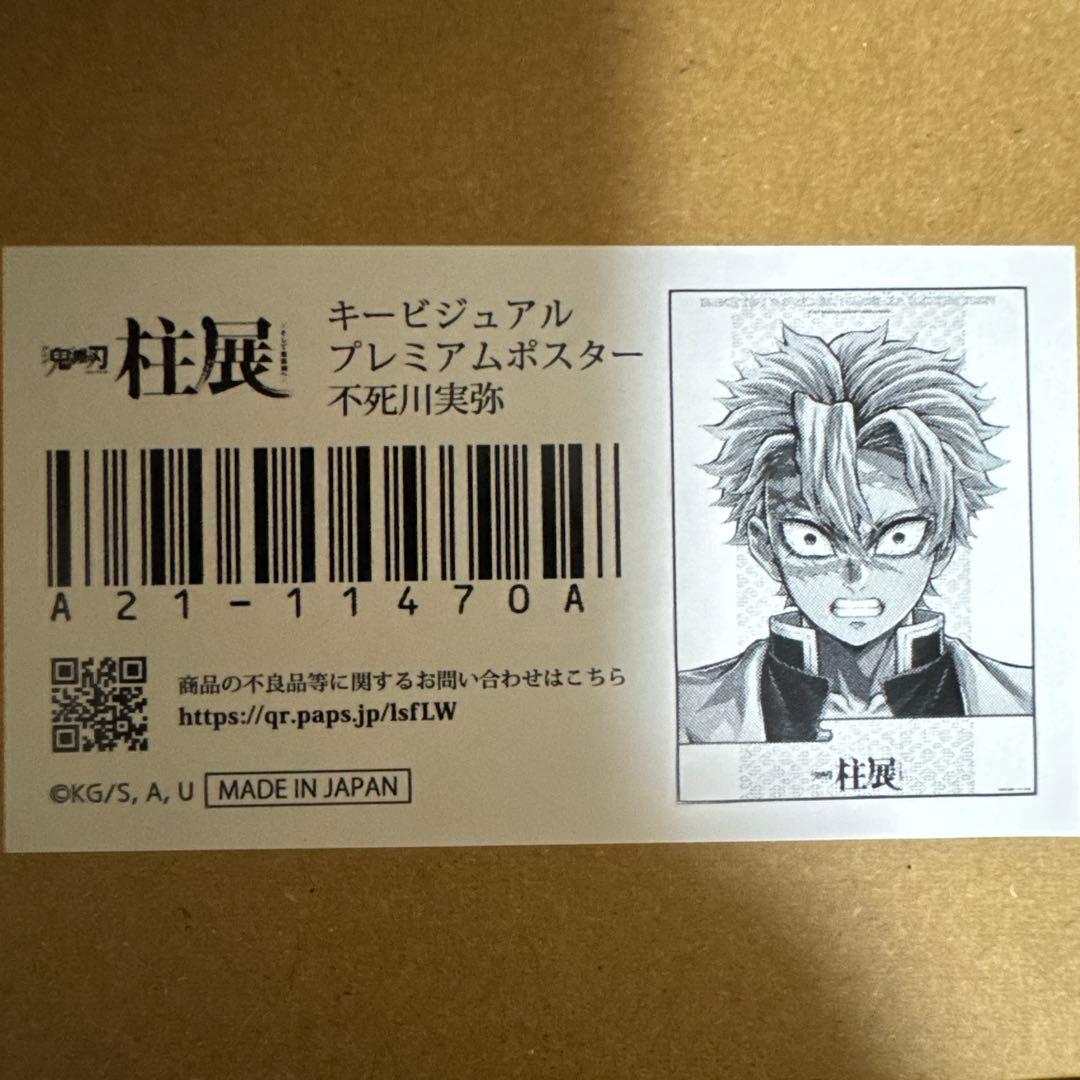 鬼滅刃
柱展
キービジュアル
プレミアムポスター
不死川実弥
A21-11470A
商品の不良品等に関するお問い合わせはこちら
https://qr.paps.jp/lsfLW
©KG/S, A, U
MADE IN JAPAN
柱展